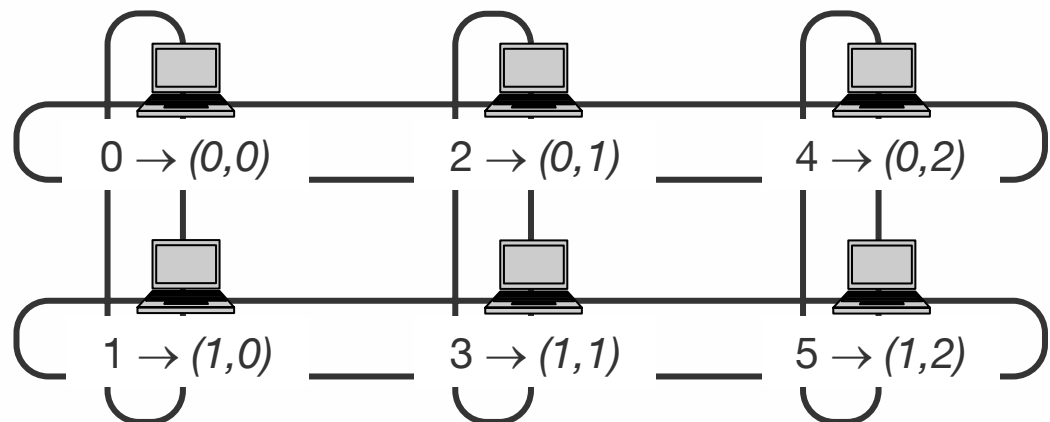 0 → (0,0)
2 → (0,1)
4 → (0,2)
1 → (1,0)
3 → (1,1)
5 → (1,2)